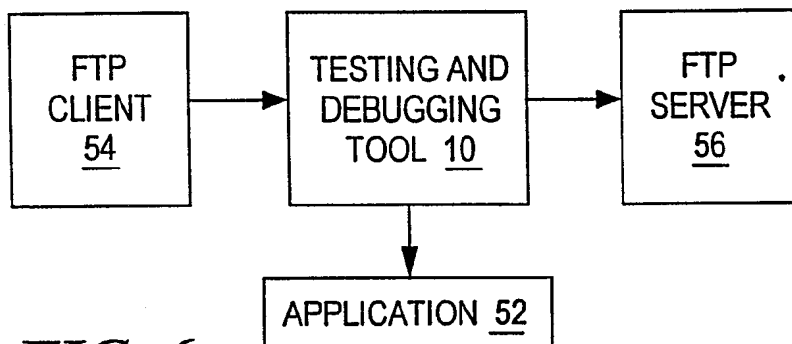 FTP
CLIENT
54
TESTING AND
DEBUGGING
TOOL 10
FTP
SERVER
56
APPLICATION 52